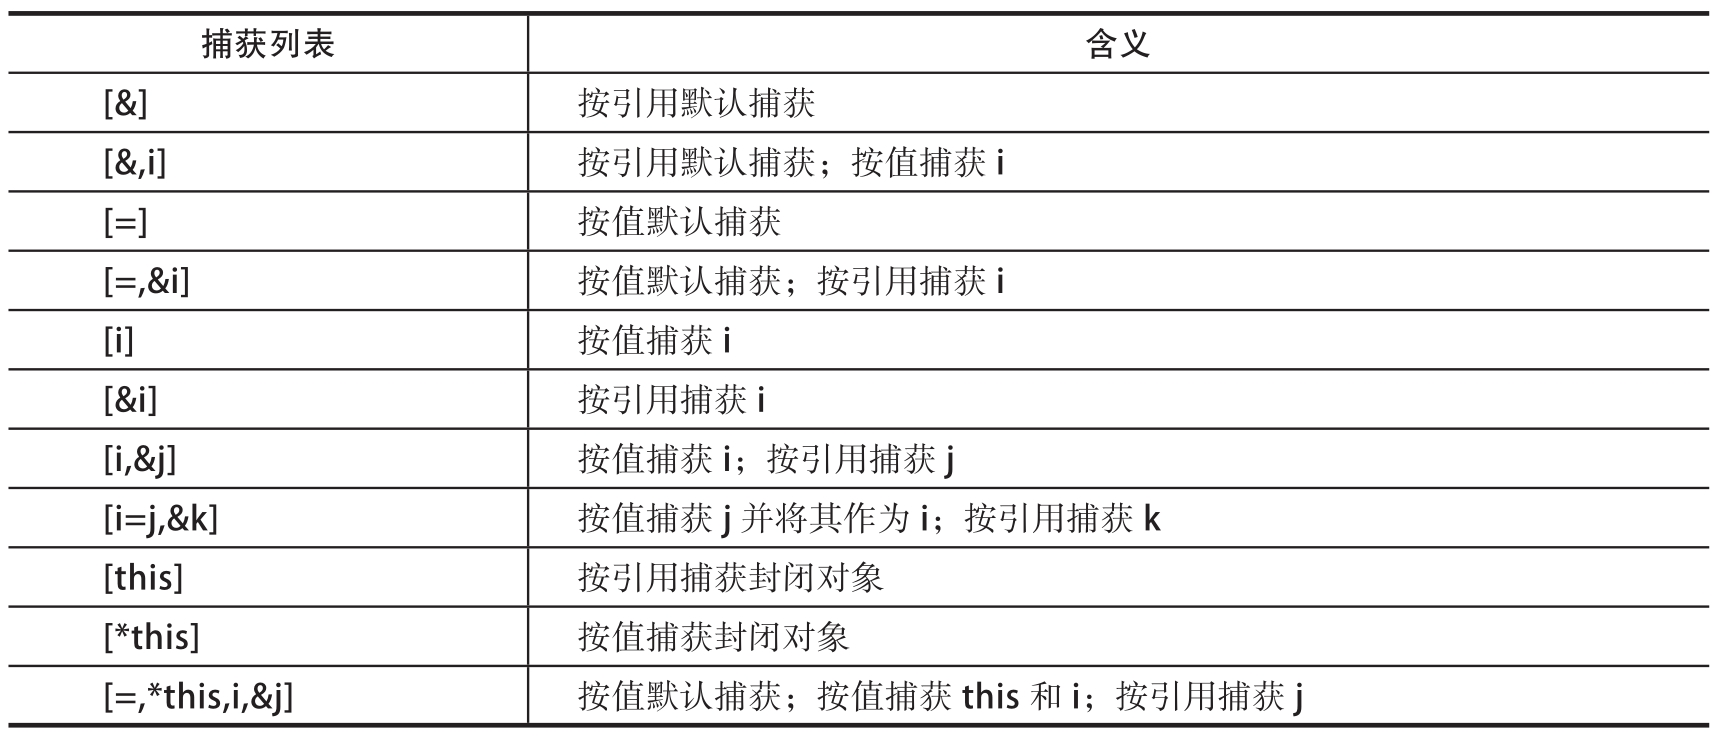 捕获列表 含义
[&] 按引用默认捕获
[&,i] 按引用默认捕获；按值捕获 i
[=] 按值默认捕获
[=,&i] 按值默认捕获；按引用捕获 i
[i] 按值捕获 i
[&i] 按引用捕获 i
[i,&j] 按值捕获 i；按引用捕获 j
[i=j,&k] 按值捕获 j 并将其作为 i；按引用捕获 k
[this] 按引用捕获封闭对象
[*this] 按值捕获封闭对象
[=,*this,i,&j] 按值默认捕获；按值捕获 this 和 i；按引用捕获 j